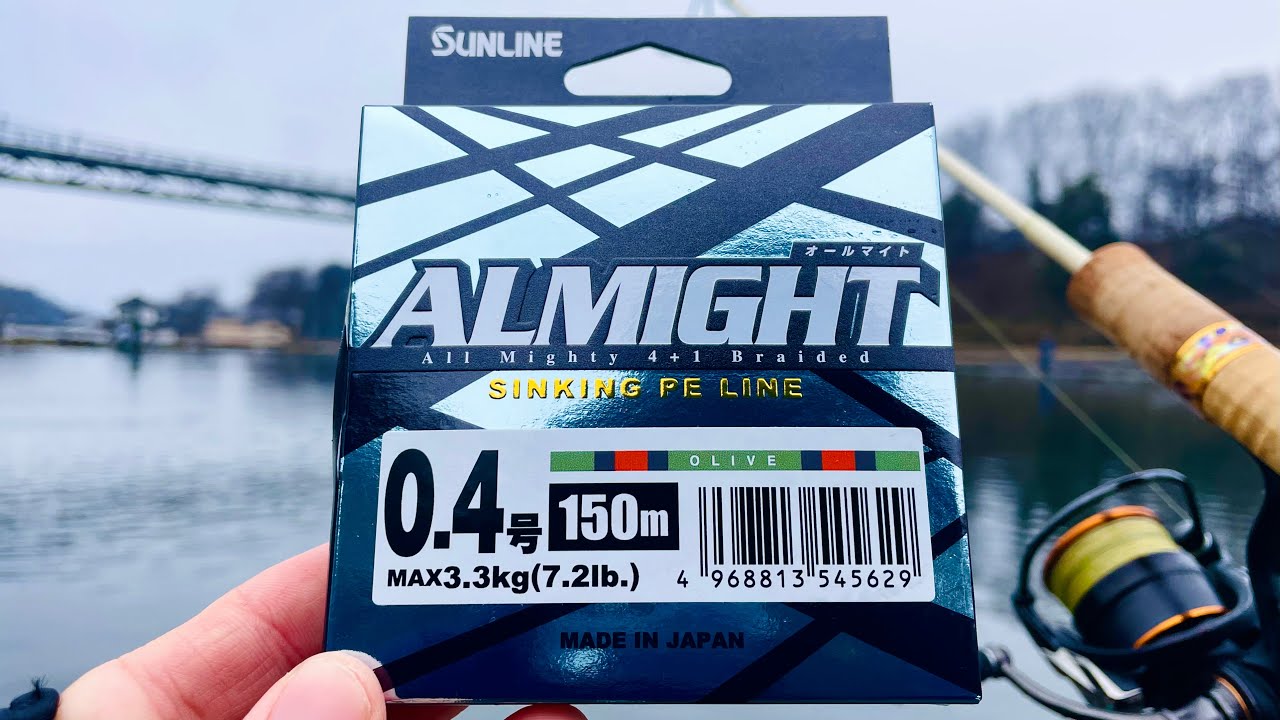 SUNLINE
オールマイト
ALMIGHT
All Mighty 4+1 Braided
SINKING PE LINE
OLIVE
0.4号 150m
MAX3.3kg(7.2lb.)
4 968813 545629
MADE IN JAPAN